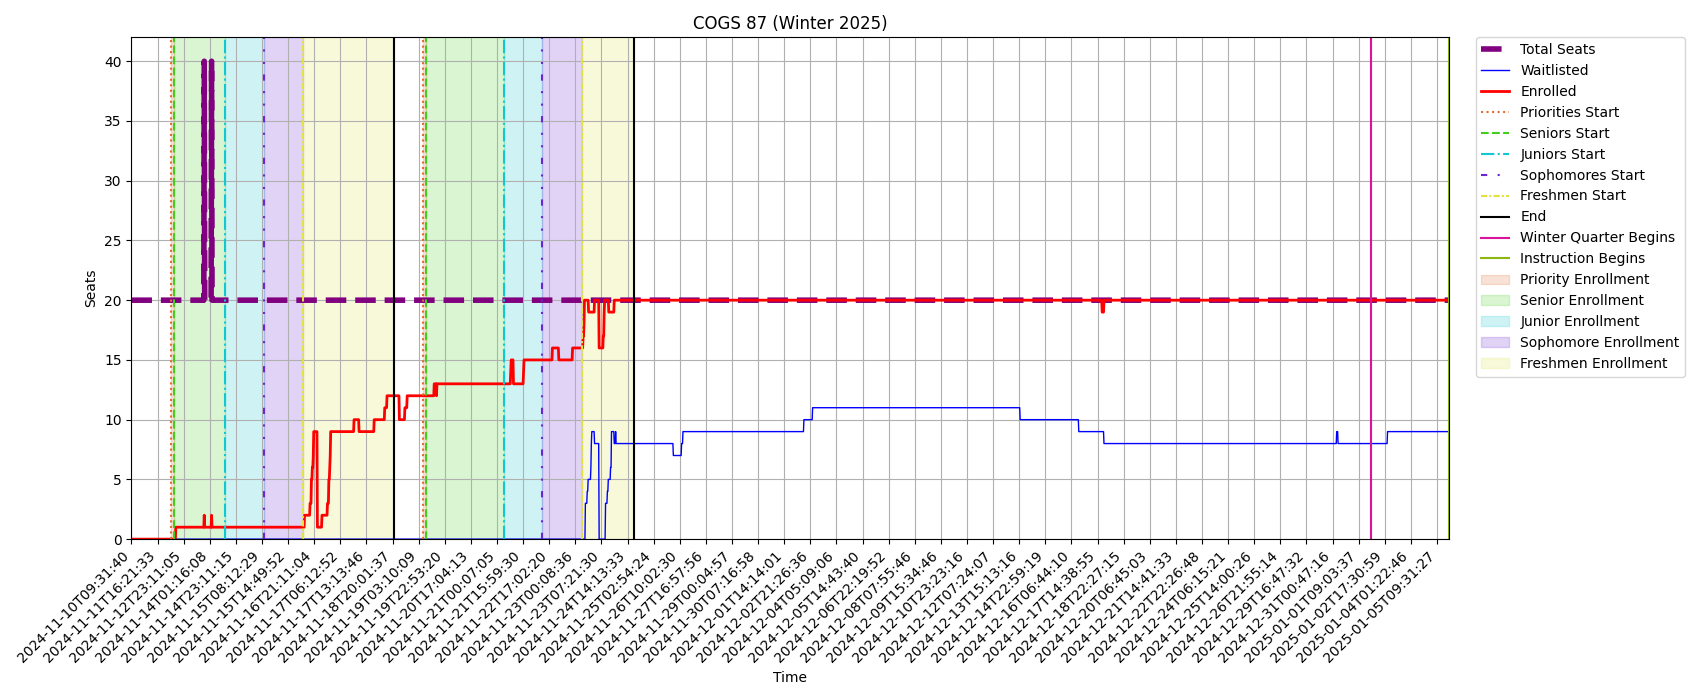 COGS 87 (Winter 2025)
40
35
30
25
20
15
10
5
0
Seats
2024-11-10T09:31:40
2024-11-11T16:21:33
2024-11-12T23:11:05
2024-11-14T01:16:08
2024-11-14T23:11:15
2024-11-15T08:12:29
2024-11-15T14:49:52
2024-11-16T21:11:04
2024-11-17T06:12:52
2024-11-17T13:13:46
2024-11-18T20:01:37
2024-11-19T03:10:09
2024-11-19T22:53:20
2024-11-20T17:04:13
2024-11-21T00:07:05
2024-11-21T11:59:30
2024-11-22T17:02:20
2024-11-23T00:08:36
2024-11-23T07:21:30
2024-11-24T14:13:33
2024-11-25T02:54:24
2024-11-26T10:02:30
2024-11-27T16:57:56
2024-11-29T00:04:57
2024-11-30T07:16:58
2024-12-01T14:14:01
2024-12-02T21:26:36
2024-12-04T05:09:06
2024-12-05T14:43:40
2024-12-06T22:19:52
2024-12-08T07:55:46
2024-12-09T15:34:46
2024-12-10T23:23:16
2024-12-12T07:24:07
2024-12-13T15:13:16
2024-12-14T22:59:19
2024-12-16T06:44:10
2024-12-17T14:38:55
2024-12-18T22:27:15
2024-12-20T06:45:03
2024-12-21T14:41:33
2024-12-22T22:26:48
2024-12-24T06:15:21
2024-12-25T14:00:26
2024-12-26T21:55:14
2024-12-29T16:47:32
2024-12-31T00:47:16
2025-01-01T09:03:37
2025-01-02T17:30:59
2025-01-04T01:22:46
2025-01-05T09:31:27
Time
Total Seats
Waitlisted
Enrolled
Priorities Start
Seniors Start
Juniors Start
Sophomores Start
Freshmen Start
End
Winter Quarter Begins
Instruction Begins
Priority Enrollment
Senior Enrollment
Junior Enrollment
Sophomore Enrollment
Freshmen Enrollment